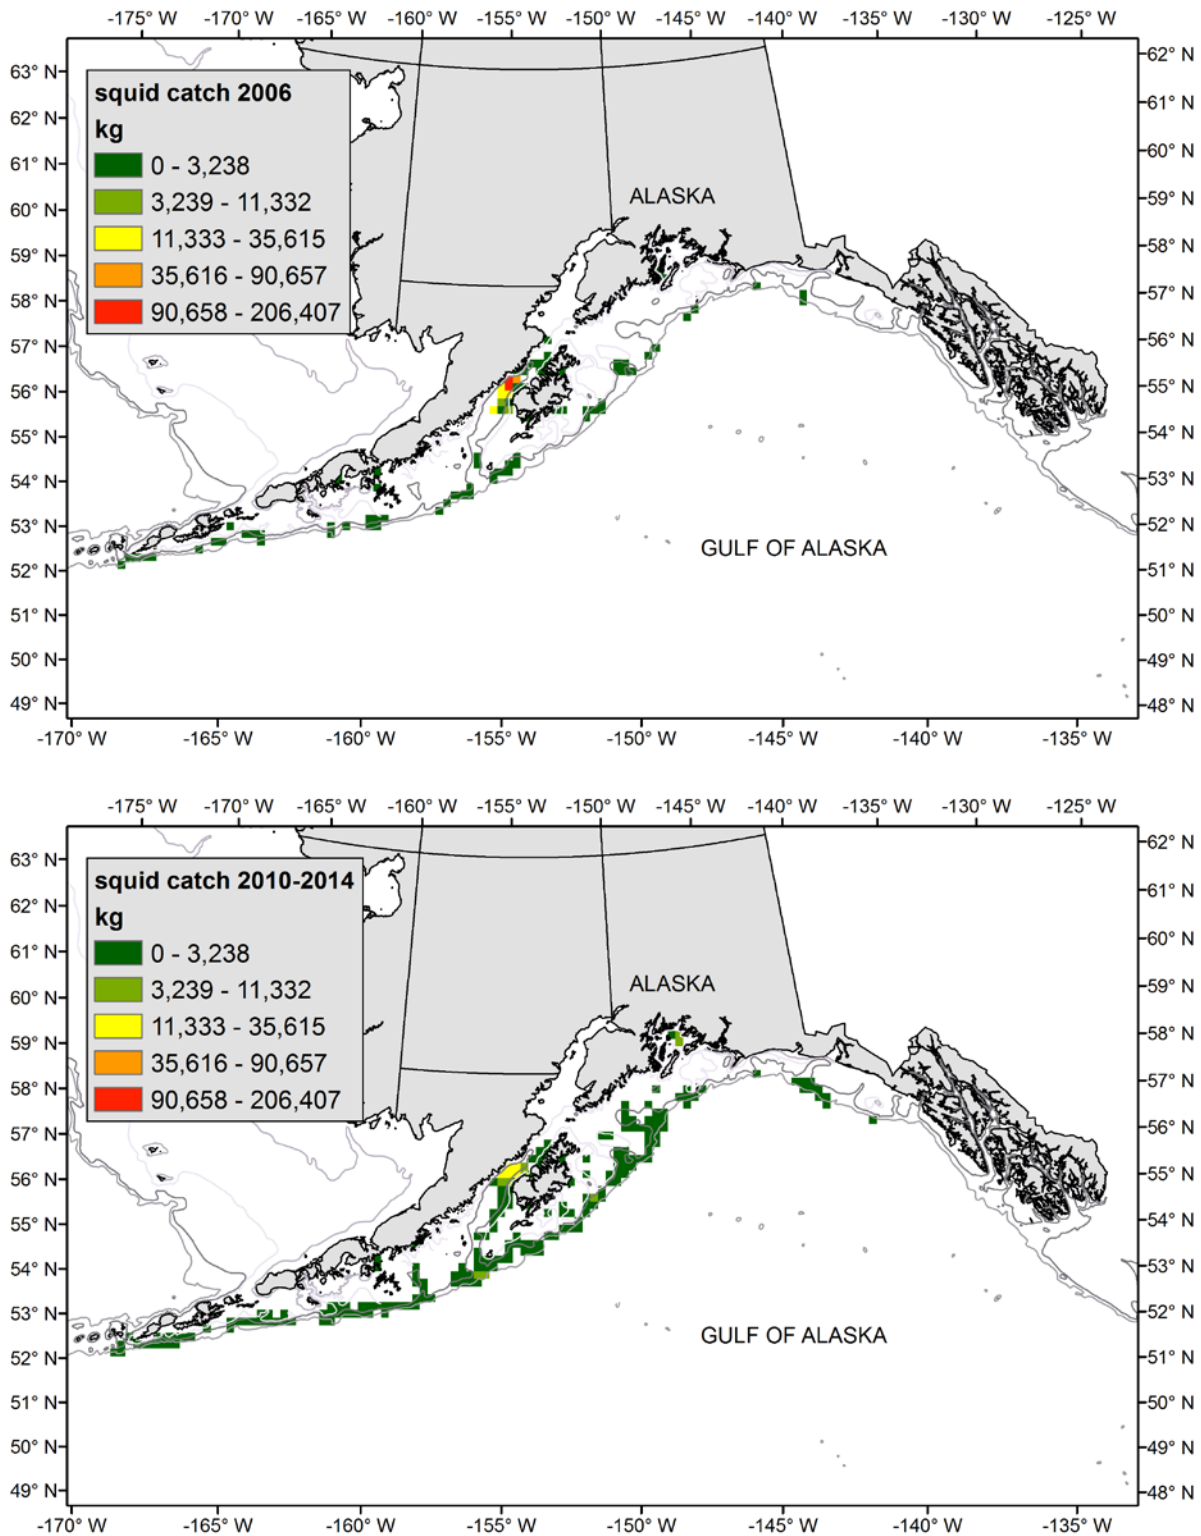 -175° W -170° W -165° W -160° W -155° W -150° W -145° W -140° W -135° W -130° W -125° W
63° N
62° N
61° N
60° N
59° N
58° N
57° N
56° N
55° N
54° N
53° N
52° N
51° N
50° N
49° N
squid catch 2006
kg
0 - 3,238
3,239 - 11,332
11,333 - 35,615
35,616 - 90,657
90,658 - 206,407
ALASKA
GULF OF ALASKA
62° N
61° N
60° N
59° N
58° N
57° N
56° N
55° N
54° N
53° N
52° N
51° N
50° N
49° N
48° N
-170° W -165° W -160° W -155° W -150° W -145° W -140° W -135° W
-175° W -170° W -165° W -160° W -155° W -150° W -145° W -140° W -135° W -130° W -125° W
63° N
62° N
61° N
60° N
59° N
58° N
57° N
56° N
55° N
54° N
53° N
52° N
51° N
50° N
49° N
squid catch 2010-2014
kg
0 - 3,238
3,239 - 11,332
11,333 - 35,615
35,616 - 90,657
90,658 - 206,407
ALASKA
GULF OF ALASKA
62° N
61° N
60° N
59° N
58° N
57° N
56° N
55° N
54° N
53° N
52° N
51° N
50° N
49° N
48° N
-170° W -165° W -160° W -155° W -150° W -145° W -140° W -135° W